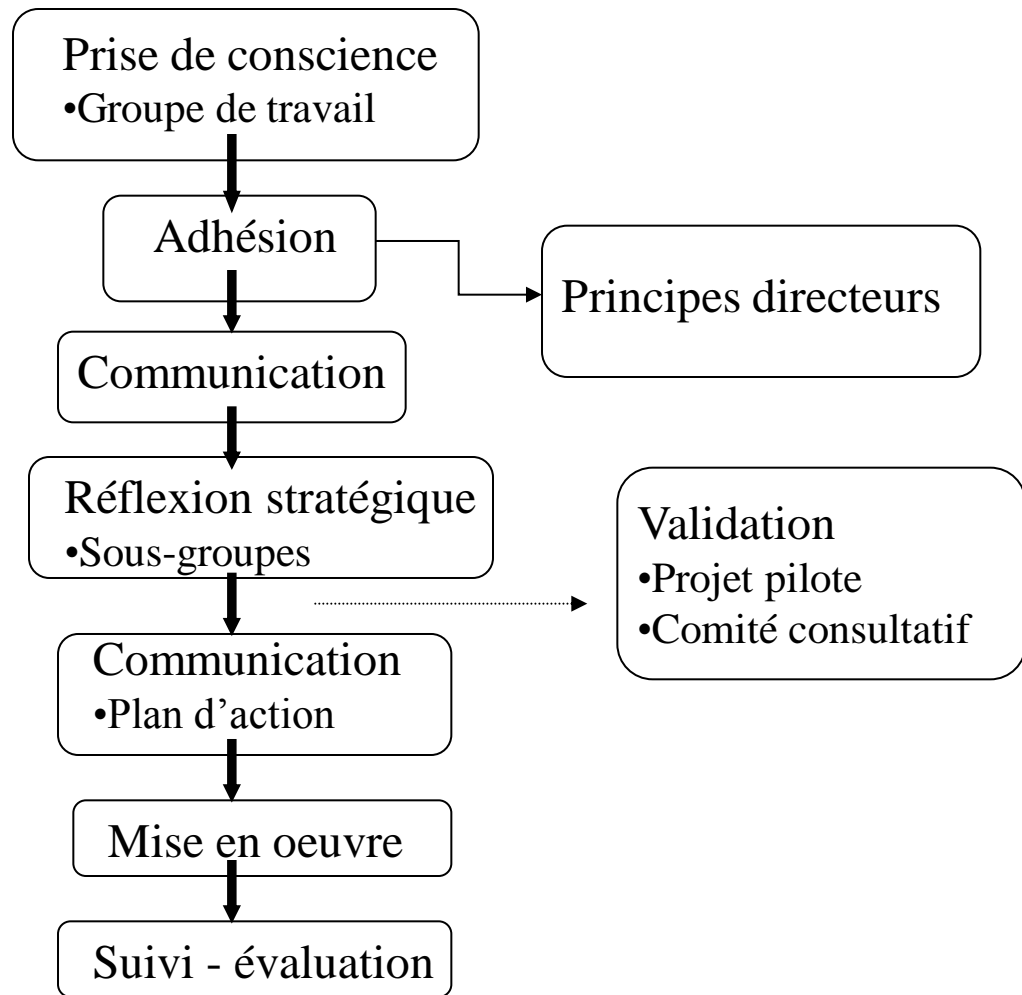 Prise de conscience
•Groupe de travail
Adhésion
Principes directeurs
Communication
Réflexion stratégique
•Sous-groupes
Validation
•Projet pilote
•Comité consultatif
Communication
•Plan d’action
Mise en oeuvre
Suivi - évaluation